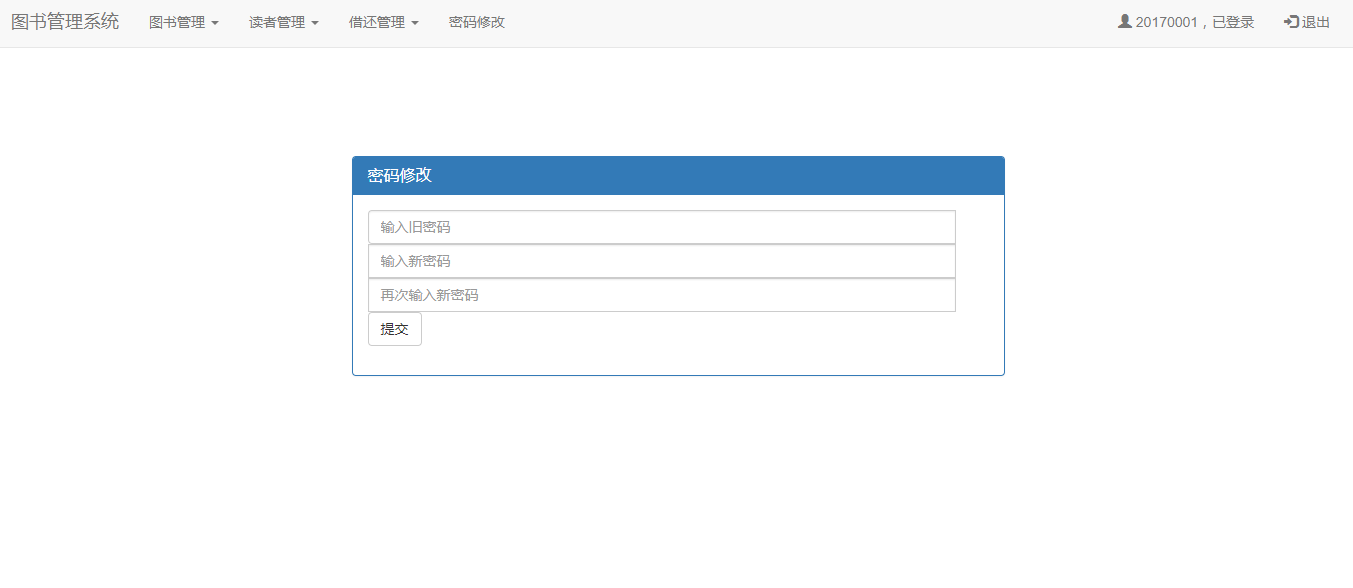 图书管理系统 图书管理 读者管理 借还管理 密码修改 20170001，已登录 退出
密码修改
输入旧密码
输入新密码
再次输入新密码
提交